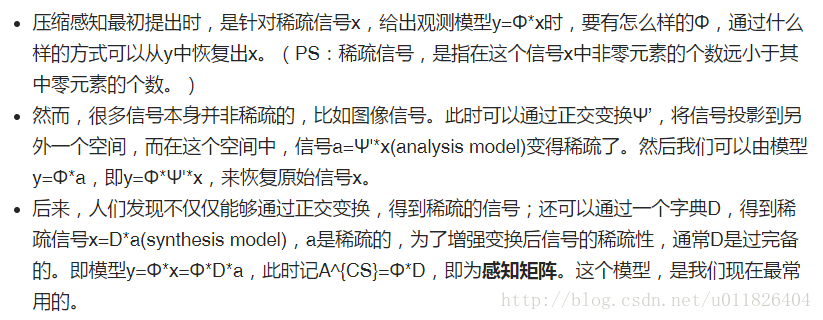 • 压缩感知最初提出时，是针对稀疏信号x，给出观测模型y=Φ*x时，要有怎么样的Φ，通过什么
样的方式可以从y中恢复出x。（PS：稀疏信号，是指在这个信号x中非零元素的个数远小于其
中零元素的个数。）
• 然而，很多信号本身并非稀疏的，比如图像信号。此时可以通过正交变换Ψ’，将信号投影到另
外一个空间，而在这个空间中，信号a=Ψ'*x(analysis model)变得稀疏了。然后我们可以由模型
y=Φ*a，即y=Φ*Ψ'*x，来恢复原始信号x。
• 后来，人们发现不仅仅能够通过正交变换，得到稀疏的信号；还可以通过一个字典D，得到稀
疏信号x=D*a(synthesis model)，a是稀疏的，为了增强变换后信号的稀疏性，通常D是过完备
的。即模型y=Φ*x=Φ*D*a，此时记A^{CS}=Φ*D，即为感知矩阵。这个模型，是我们现在最常
用的。
http://blog.csdn.net/u011826404